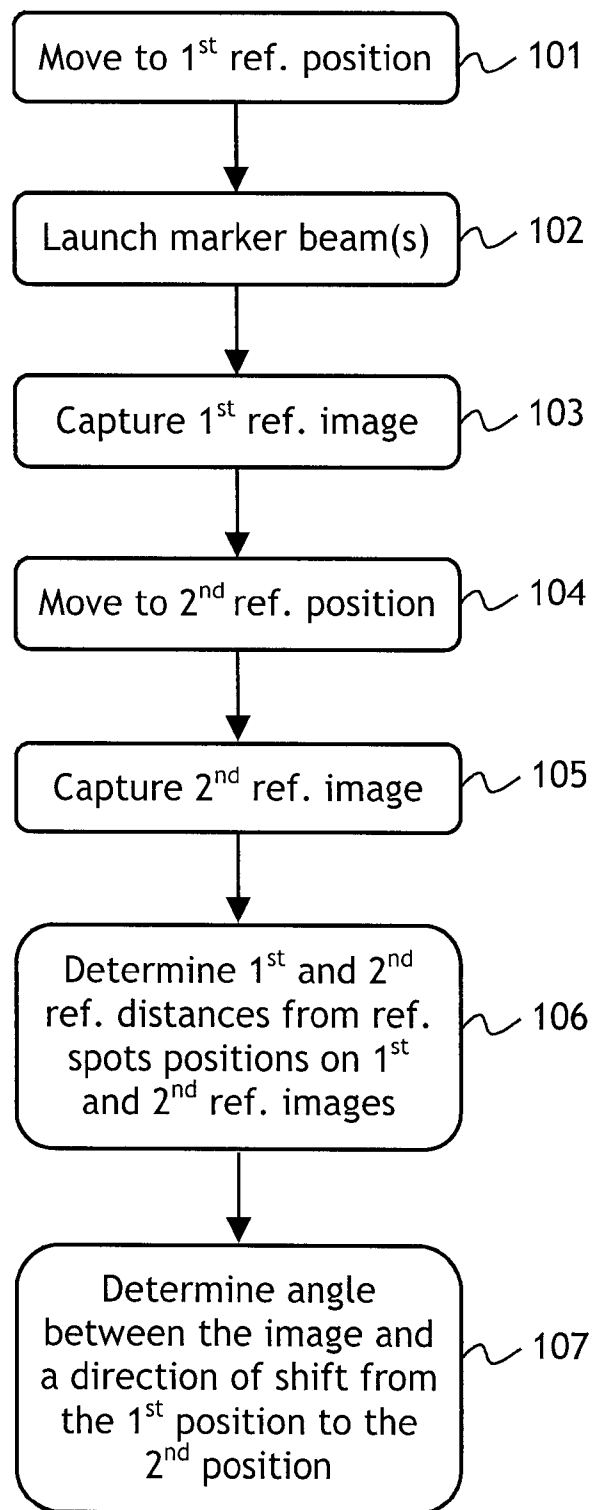 Move to 1st ref. position
101
Launch marker beam(s)
102
Capture 1st ref. image
103
Move to 2nd ref. position
104
Capture 2nd ref. image
105
Determine 1st and 2nd
ref. distances from ref.
spots positions on 1st
and 2nd ref. images
106
Determine angle
between the image and
a direction of shift from
the 1st position to the
2nd position
107